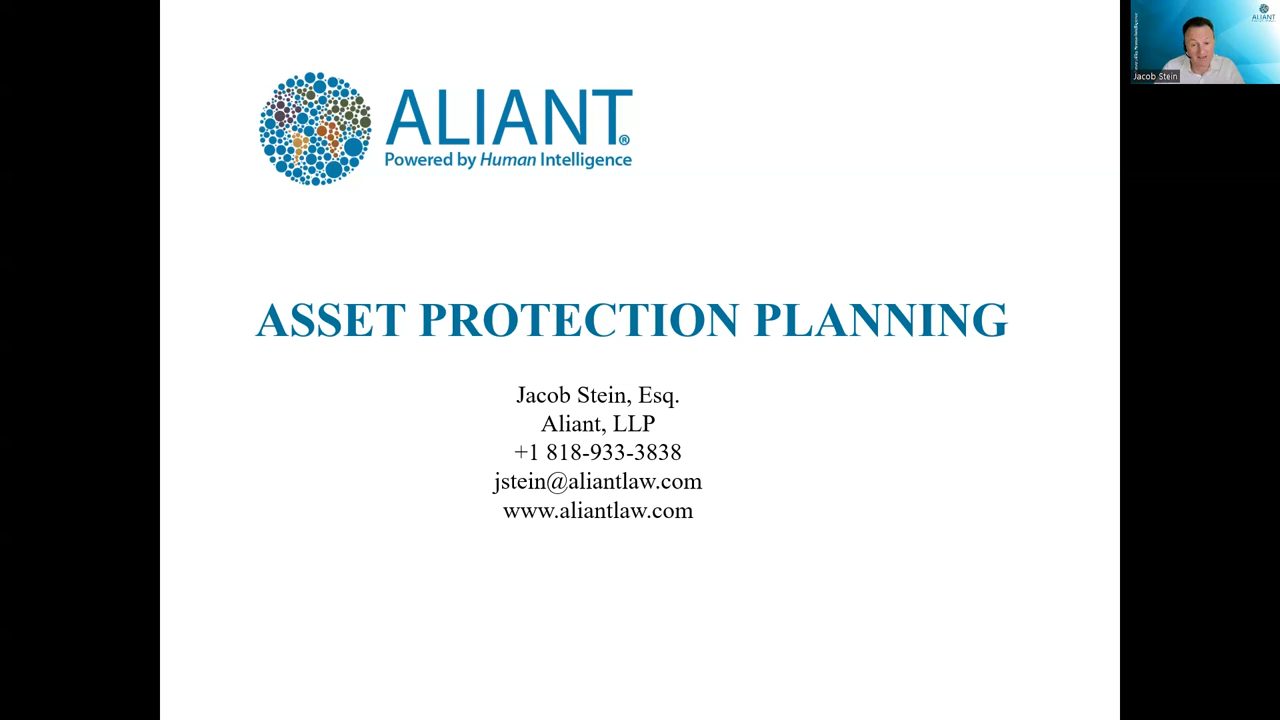 ALIANT®
Powered by Human Intelligence
ASSET PROTECTION PLANNING
Jacob Stein, Esq.
Aliant, LLP
+1 818-933-3838
jstein@aliantlaw.com
www.aliantlaw.com
ALIANT
Jacob Stein